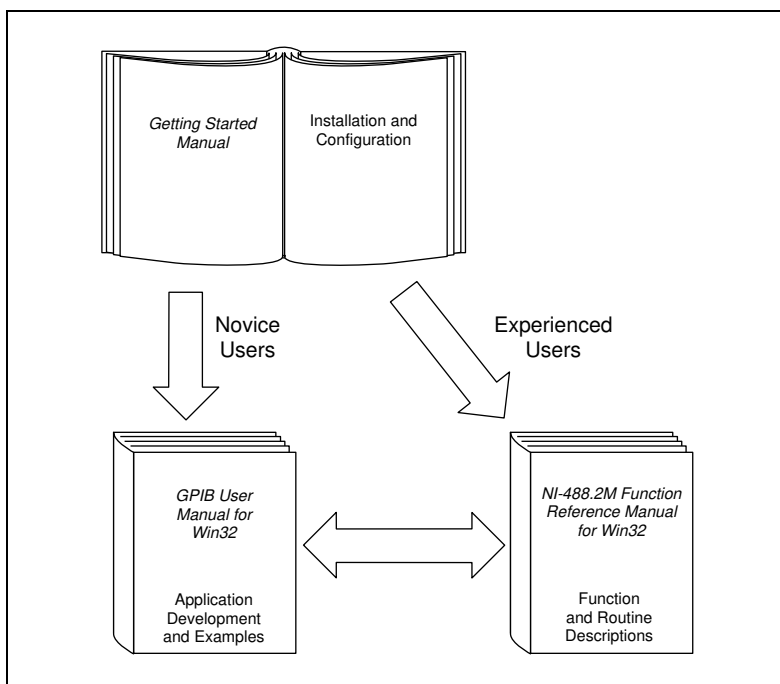 Getting Started
Manual
Installation and
Configuration
Novice
Users
Experienced
Users
GPIB User
Manual for
Win32
Application
Development
and Examples
NI-488.2M Function
Reference Manual
for Win32
Function
and Routine
Descriptions